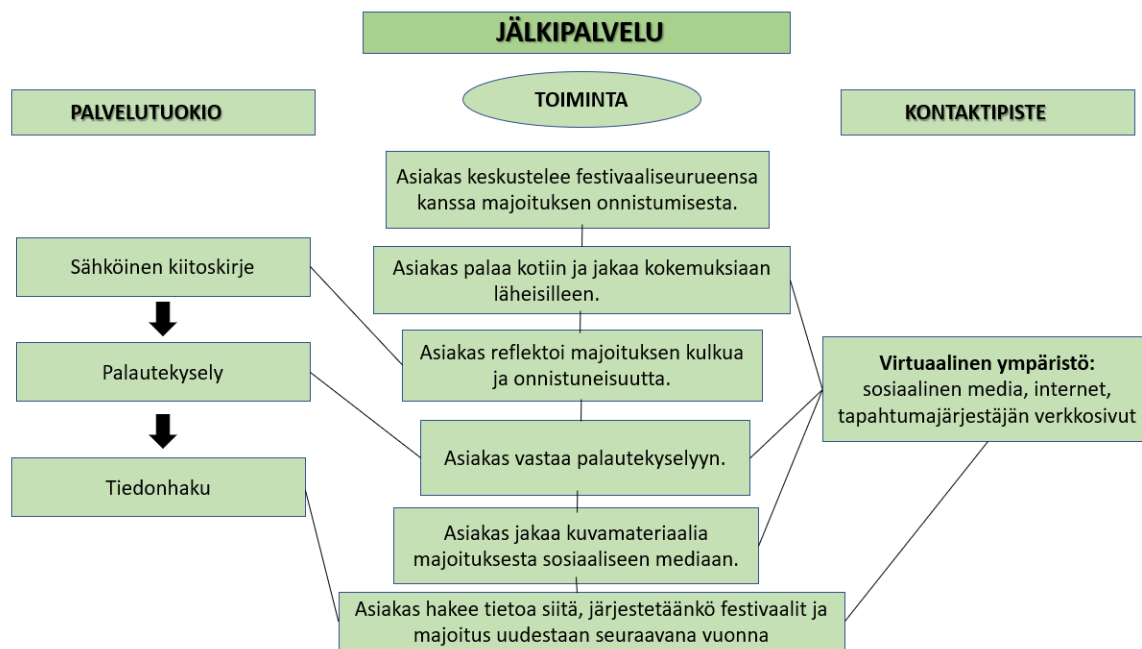 JÄLKIPALVELU
PALVELUTUOKIO
TOIMINTA
KONTAKTIPISTE
Asiakas keskustelee festivaaliseurueensa
kanssa majoituksen onnistumisesta.
Sähköinen kiitoskirje
Asiakas palaa kotiin ja jakaa kokemuksiaan
läheisilleen.
Palautekysely
Asiakas reflektoi majoituksen kulkua
ja onnistuneisuutta.
Virtuaalinen ympäristö:
sosiaalinen media, internet,
tapahtumajärjestäjän verkkosivut
Asiakas vastaa palautekyselyyn.
Tiedonhaku
Asiakas jakaa kuvamateriaalia
majoituksesta sosiaaliseen mediaan.
Asiakas hakee tietoa siitä, järjestetäänkö festivaalit ja
majoitus uudestaan seuraavana vuonna